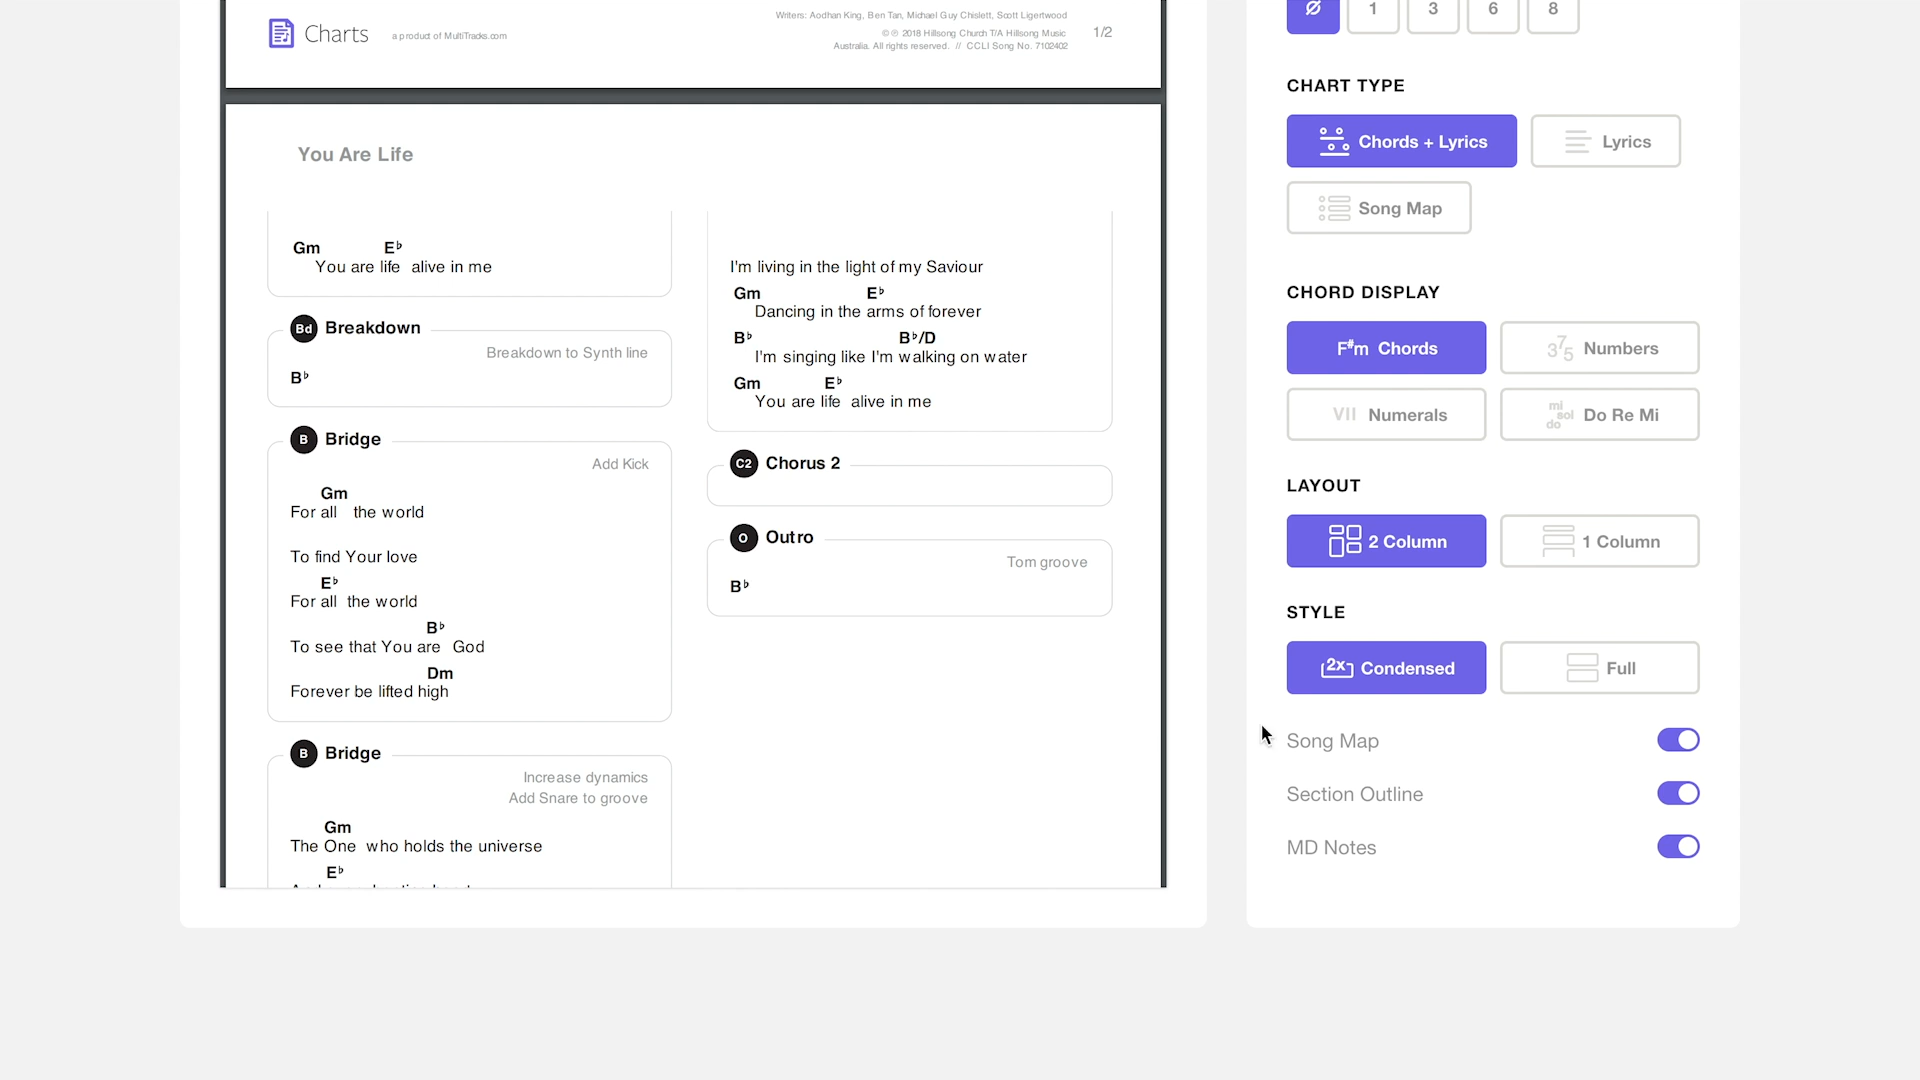 Charts
a product of MultiTracks.com
Writers: Aodhan King, Ben Tan, Michael Guy Chislett, Scott Ligertwood
©℗ 2018 Hillsong Church T/A Hillsong Music
Australia. All rights reserved. // CCLI Song No. 7102402
1/2
You Are Life
Gm E♭
You are life alive in me
Bd Breakdown
Breakdown to Synth line
B♭
B Bridge
Add Kick
Gm
For all the world
To find Your love
E♭
For all the world
B♭
To see that You are God
Dm
Forever be lifted high
B Bridge
Increase dynamics
Add Snare to groove
Gm
The One who holds the universe
E♭
I'm living in the light of my Saviour
Gm E♭
Dancing in the arms of forever
B♭ B♭/D
I'm singing like I'm walking on water
Gm E♭
You are life alive in me
C2 Chorus 2
O Outro
Tom groove
B♭
Ø 1 3 6 8
CHART TYPE
Chords + Lyrics
Lyrics
Song Map
CHORD DISPLAY
F#m Chords
375 Numbers
VII Numerals
mi sol do Do Re Mi
LAYOUT
2 Column
1 Column
STYLE
2x Condensed
Full
Song Map
Section Outline
MD Notes